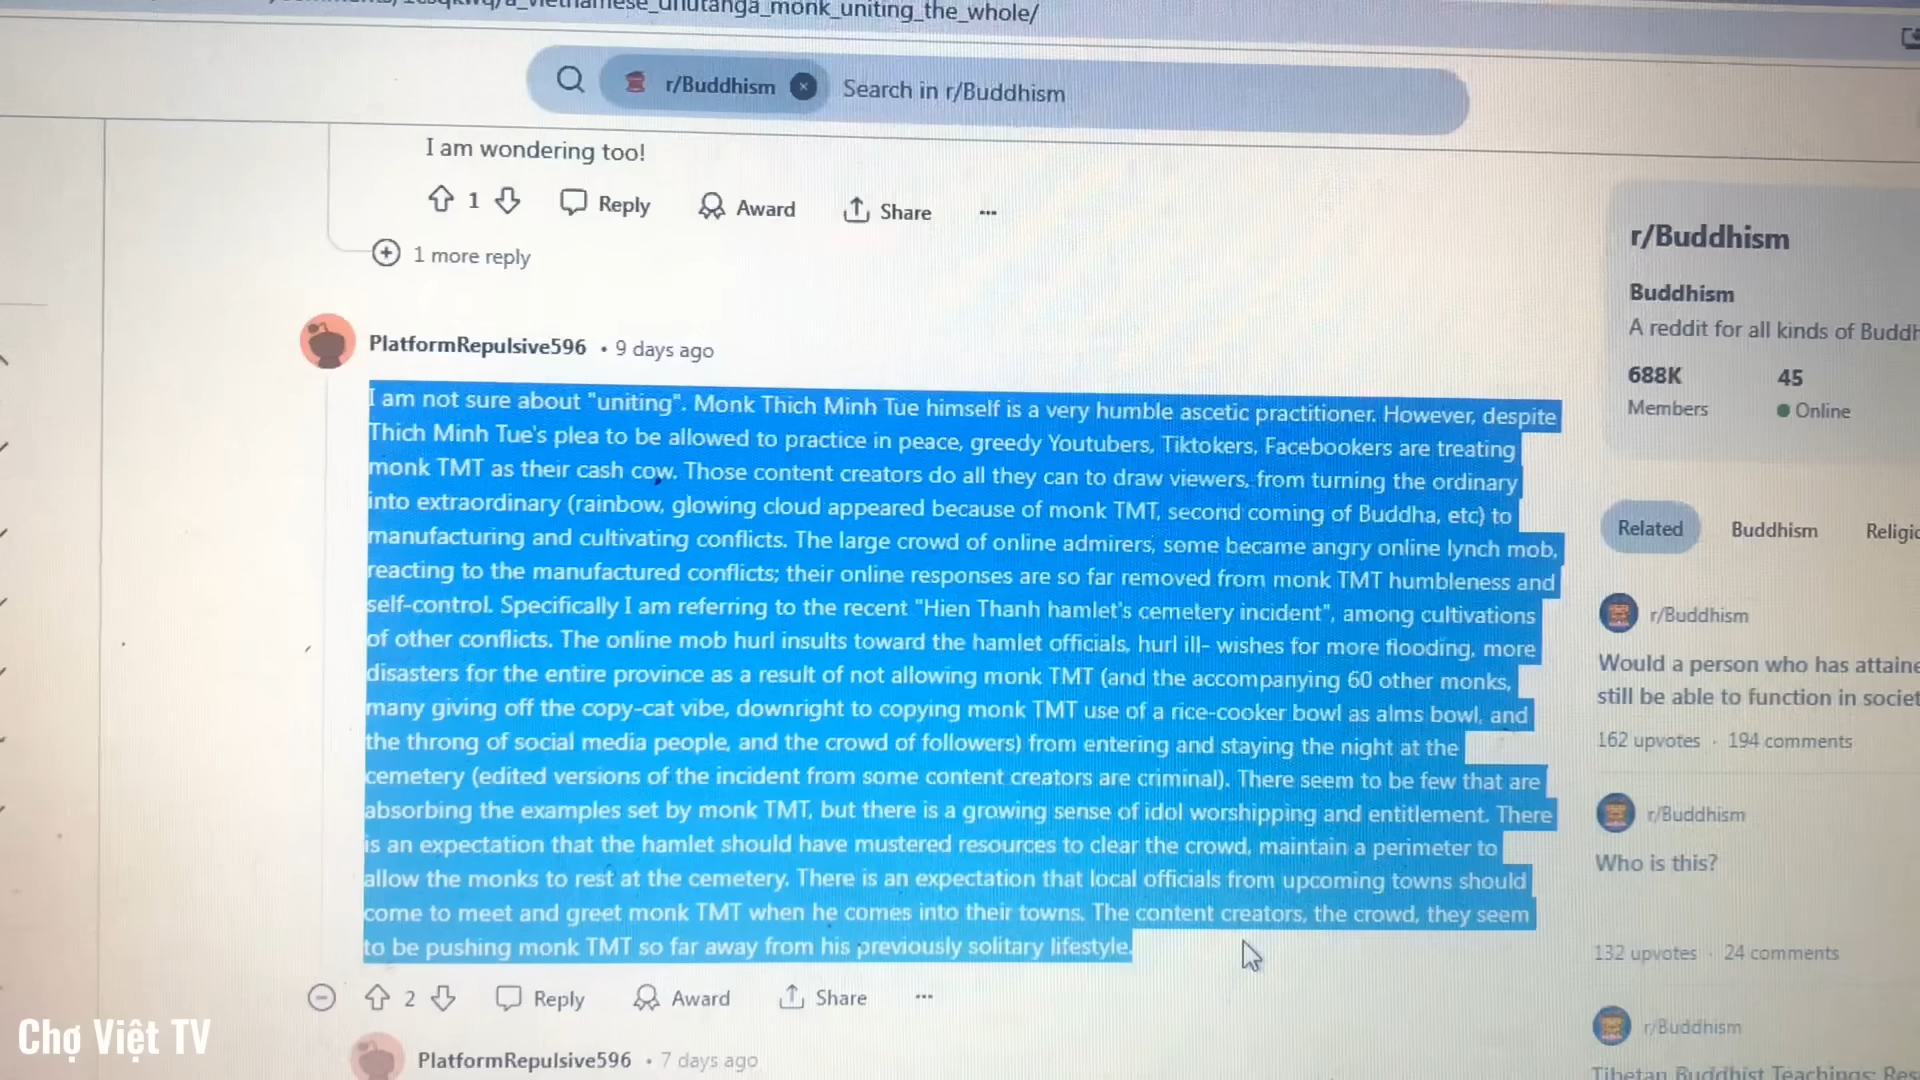 monk_uniting_the_whole/
r/Buddhism
Search in r/Buddhism
I am wondering too!
1
Reply
Award
Share
1 more reply
PlatformRepulsive596 • 9 days ago
I am not sure about "uniting". Monk Thich Minh Tue himself is a very humble ascetic practitioner. However, despite
Thich Minh Tue's plea to be allowed to practice in peace, greedy Youtubers, Tiktokers, Facebookers are treating
monk TMT as their cash cow. Those content creators do all they can to draw viewers, from turning the ordinary
into extraordinary (rainbow, glowing cloud appeared because of monk TMT, second coming of Buddha, etc) to
manufacturing and cultivating conflicts. The large crowd of online admirers, some became angry online lynch mob,
reacting to the manufactured conflicts; their online responses are so far removed from monk TMT humbleness and
self-control. Specifically I am referring to the recent "Hien Thanh hamlet's cemetery incident", among cultivations
of other conflicts. The online mob hurl insults toward the hamlet officials, hurl ill- wishes for more flooding, more
disasters for the entire province as a result of not allowing monk TMT (and the accompanying 60 other monks,
many giving off the copy-cat vibe, downright to copying monk TMT use of a rice-cooker bowl as alms bowl, and
the throng of social media people, and the crowd of followers) from entering and staying the night at the
cemetery (edited versions of the incident from some content creators are criminal). There seem to be few that are
absorbing the examples set by monk TMT, but there is a growing sense of idol worshipping and entitlement. There
is an expectation that the hamlet should have mustered resources to clear the crowd, maintain a perimeter to
allow the monks to rest at the cemetery. There is an expectation that local officials from upcoming towns should
come to meet and greet monk TMT when he comes into their towns. The content creators, the crowd, they seem
to be pushing monk TMT so far away from his previously solitary lifestyle.
2
Reply
Award
Share
PlatformRepulsive596 • 7 days ago
r/Buddhism
Buddhism
A reddit for all kinds of Buddh
688K
45
Members
Online
Related
Buddhism
Religio
r/Buddhism
Would a person who has attaine
still be able to function in societ
162 upvotes · 194 comments
r/Buddhism
Who is this?
132 upvotes · 24 comments
r/Buddhism
Tibetan Buddhist Teachings: Res
Chợ Việt TV